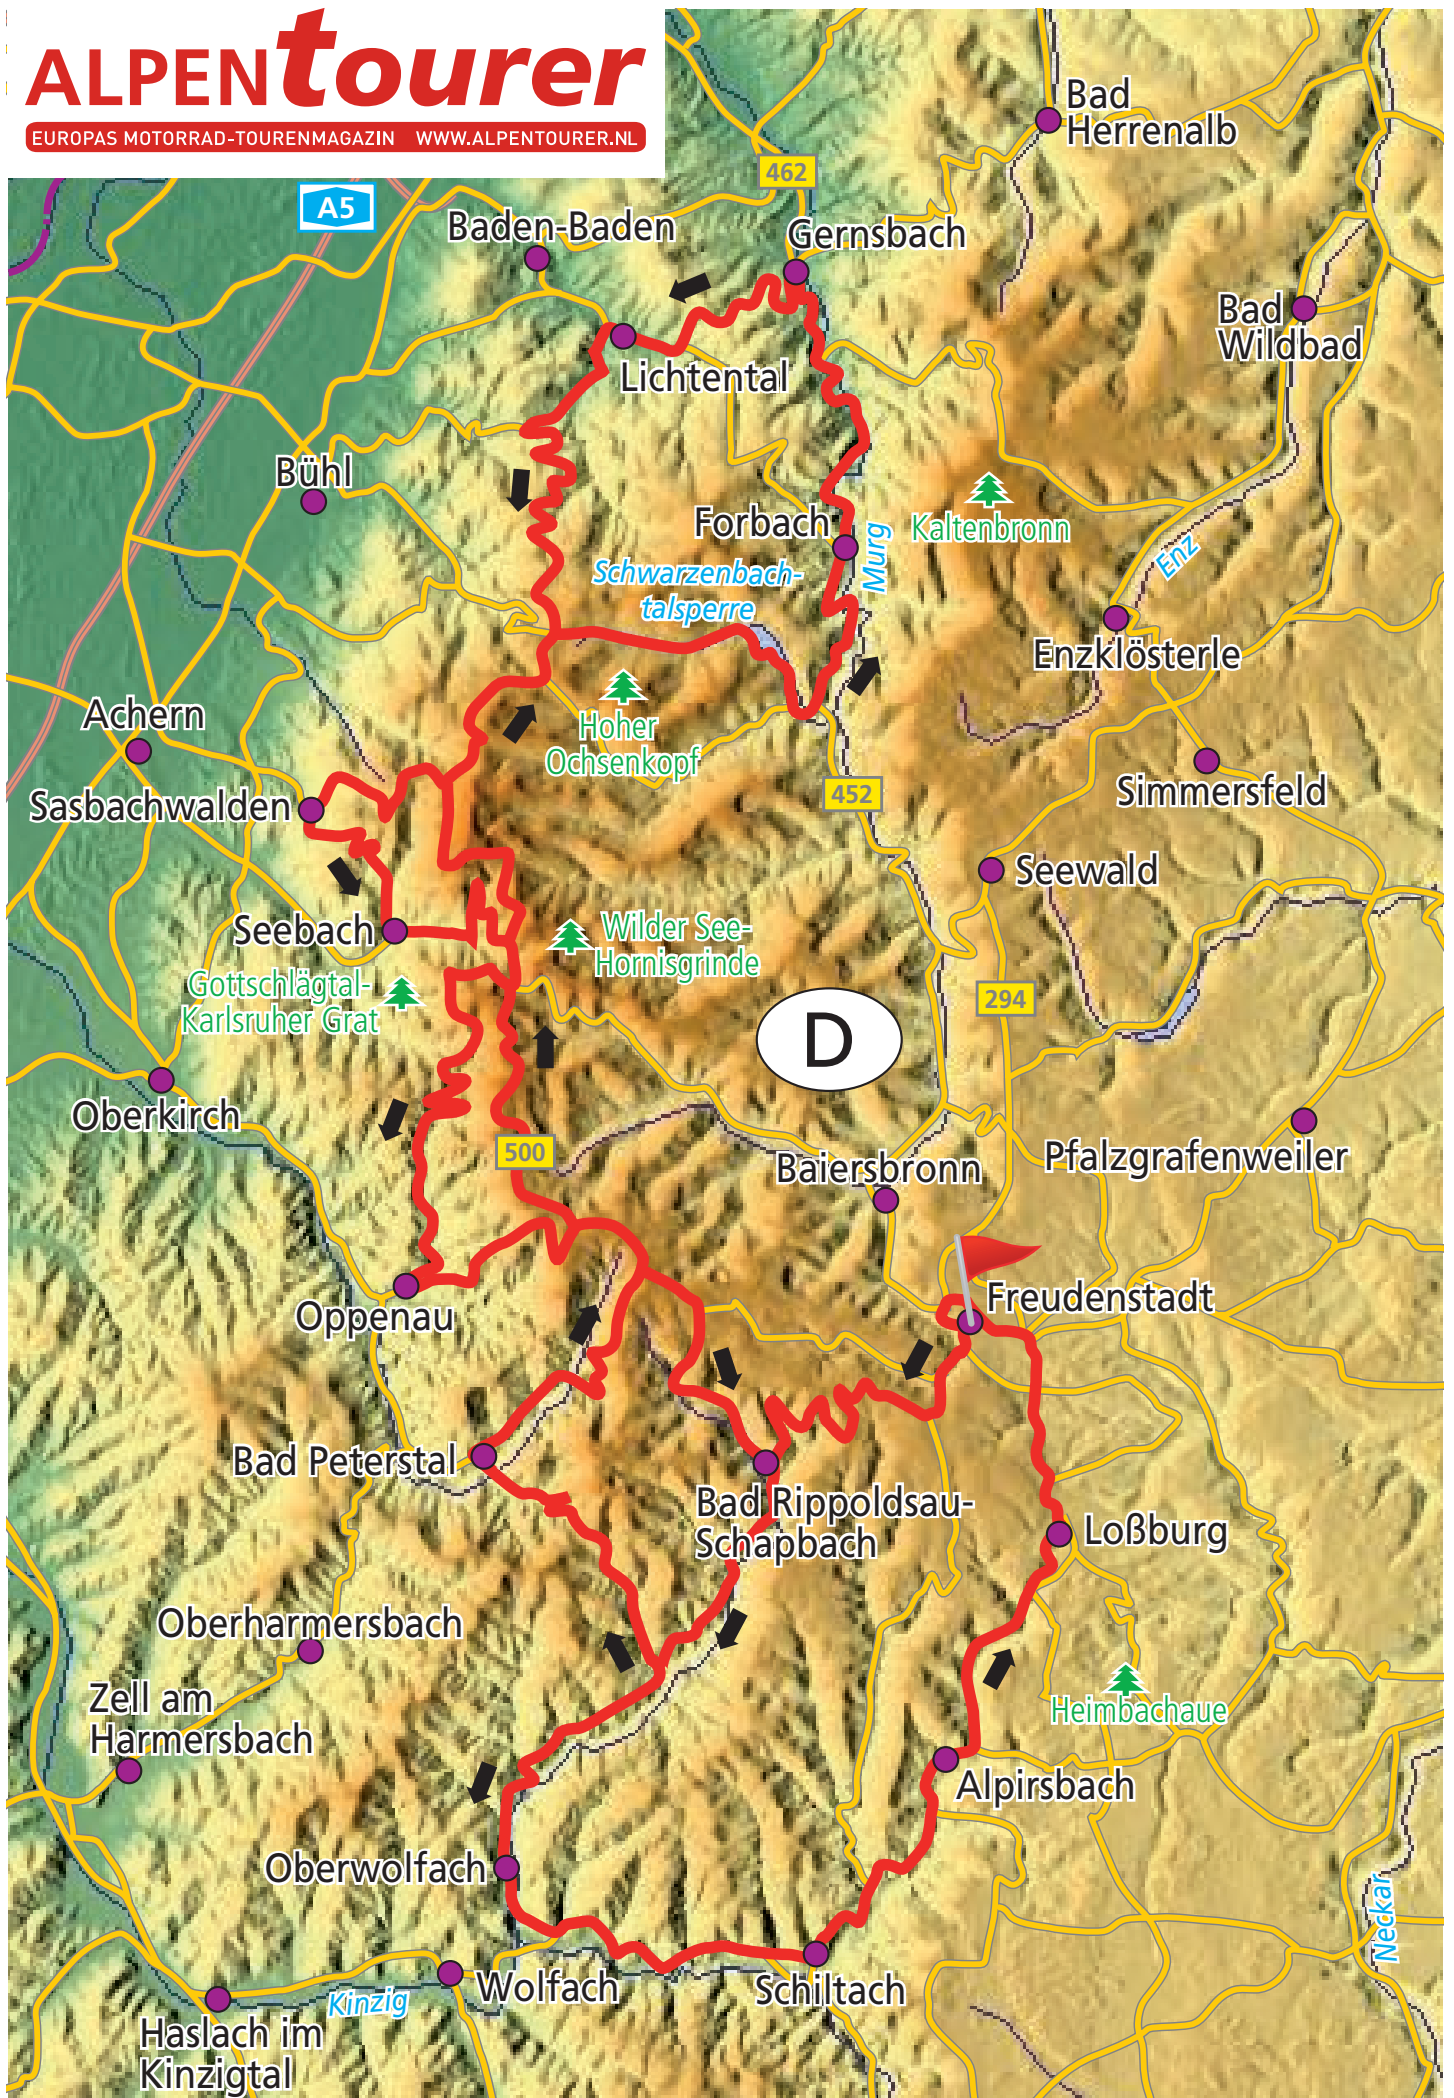 ALPENtourer
EUROPAS MOTORRAD-TOURENMAGAZIN WWW.ALPENTOURER.NL
Bad
Herrenalb
462
A5
Baden-Baden
Gernsbach
Bad
Wildbad
Lichtental
Bühl
Forbach
Kaltenbronn
Murg
Enz
Schwarzenbach-
talsperre
Enzklösterle
Hoher
Ochsenkopf
Achern
Sasbachwalden
452
Simmersfeld
Seewald
Seebach
Wilder See-
Hornisgrinde
Gottschlägtal-
Karlsruher Grat
294
D
Oberkirch
500
Baiersbronn
Pfalzgrafenweiler
Freudenstadt
Oppenau
Bad Peterstal
Bad Rippoldsau-
Schapbach
Loßburg
Oberharmersbach
Zell am
Harmersbach
Heimbachaue
Alpirsbach
Oberwolfach
Neckar
Wolfach
Schiltach
Kinzig
Haslach im
Kinzigtal